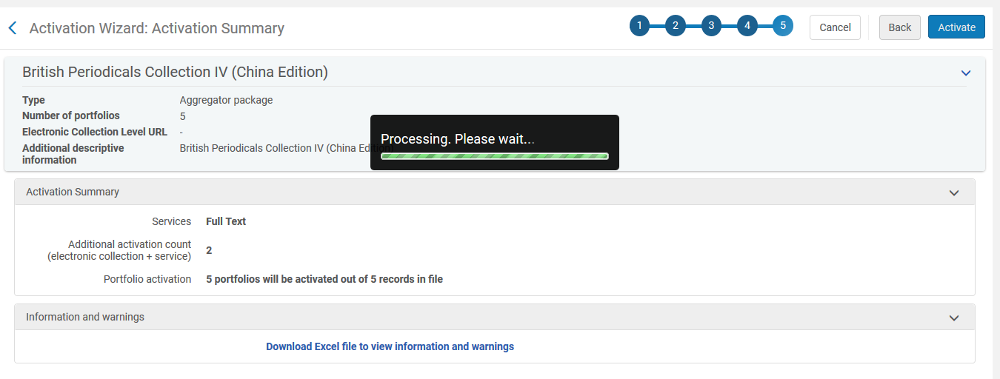 Activation Wizard: Activation Summary
1 2 3 4 5
Cancel
Back
Activate
British Periodicals Collection IV (China Edition)
Type Aggregator package
Number of portfolios 5
Electronic Collection Level URL -
Additional descriptive information British Periodicals Collection IV (China Edition)
Processing. Please wait...
Activation Summary
Services Full Text
Additional activation count
(electronic collection + service) 2
Portfolio activation 5 portfolios will be activated out of 5 records in file
Information and warnings
Download Excel file to view information and warnings